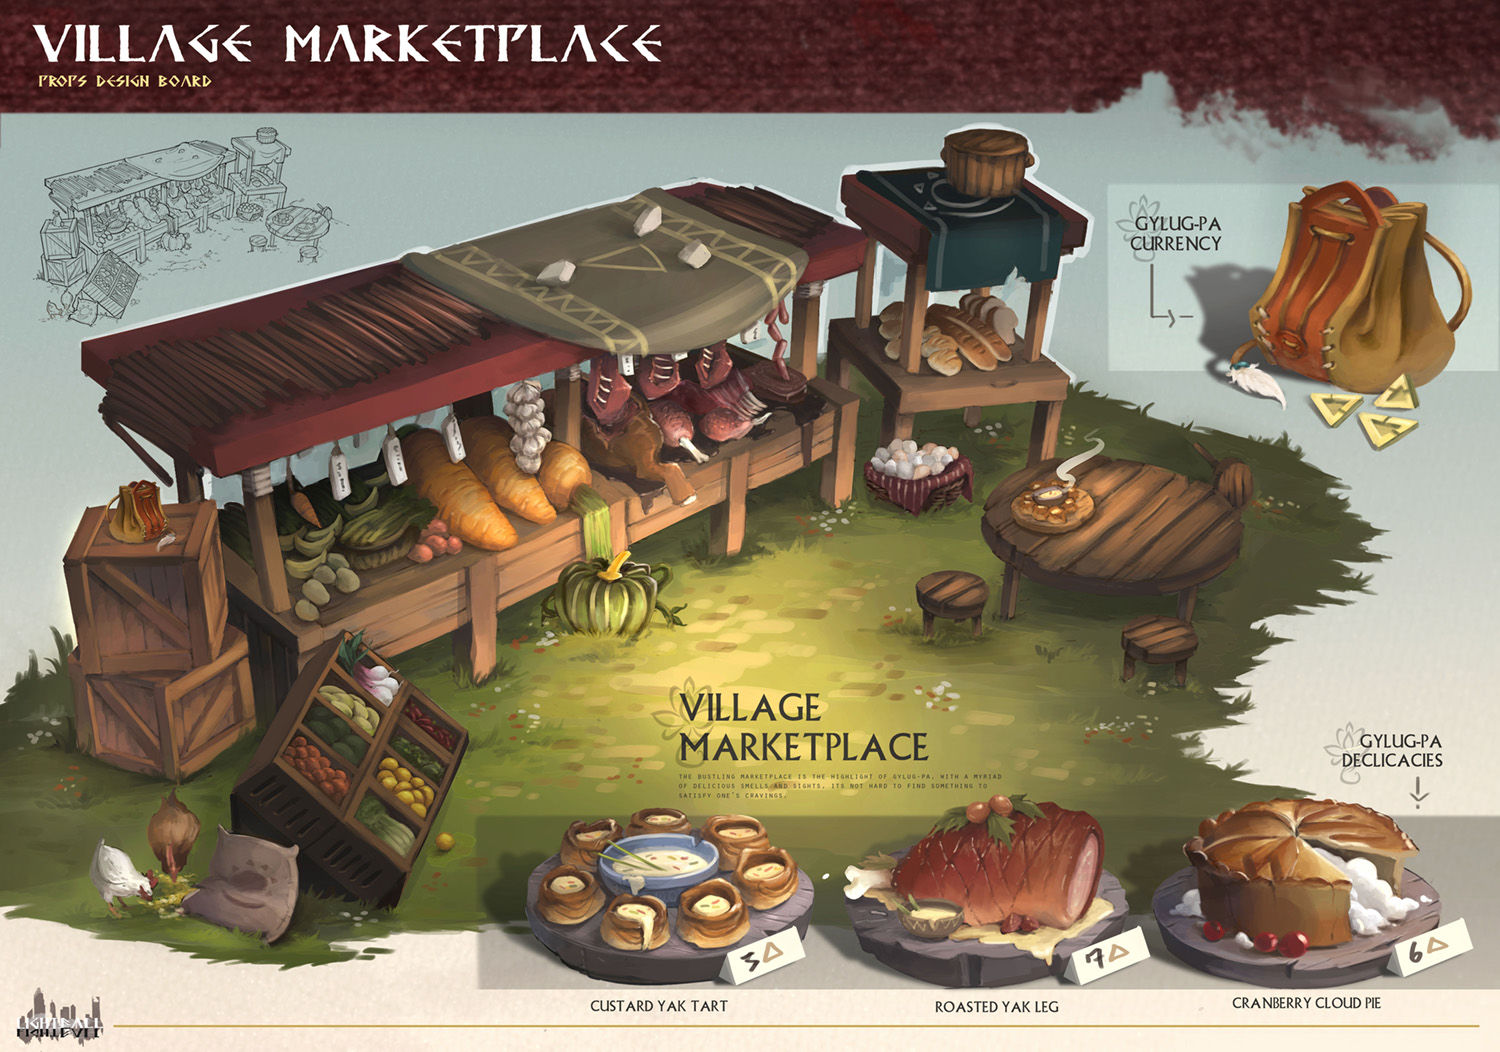 VILLAGE MARKETPLACE
PROPS DESIGN BOARD
GYLUG-PA
CURRENCY
VILLAGE
MARKETPLACE
THE BUSTLING MARKETPLACE IS THE HIGHLIGHT OF GYLUG-PA, WITH A MYRIAD
OF DELICIOUS SMELLS AND SIGHTS, ITS NOT HARD TO FIND SOMETHING TO
SATISFY ONE'S CRAVINGS.
GYLUG-PA
DECLICACIES
3
7
6
CUSTARD YAK TART
ROASTED YAK LEG
CRANBERRY CLOUD PIE